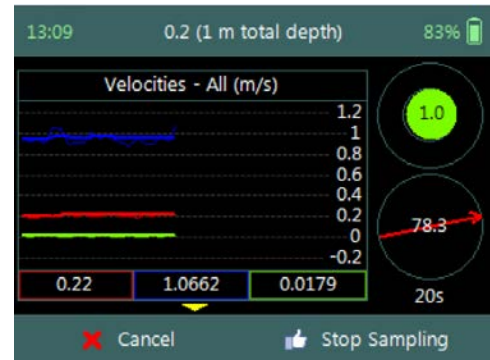 13:09 0.2 (1 m total depth) 83%
Velocities - All (m/s)
1.2
1
0.8
0.6
0.4
0.2
0
-0.2
0.22 1.0662 0.0179
1.0
78.3
20s
Cancel Stop Sampling